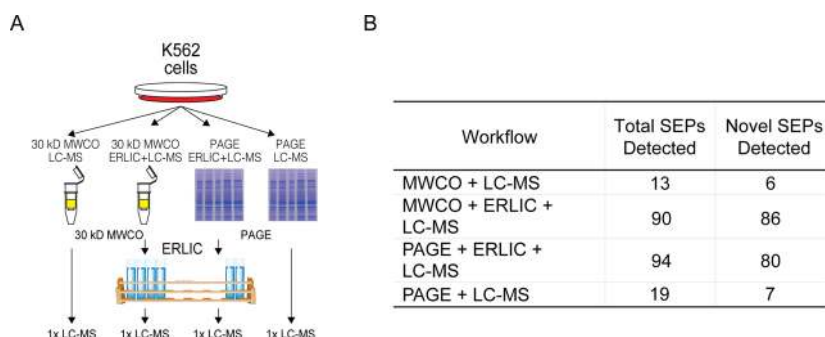 A
K562
cells
30 kD MWCO
LC-MS
30 kD MWCO
ERLIC+LC-MS
PAGE
ERLIC+LC-MS
PAGE
LC-MS
30 kD MWCO
PAGE
ERLIC
1x LC-MS
1x LC-MS
1x LC-MS
1x LC-MS
B
Workflow
Total SEPs
Detected
Novel SEPs
Detected
MWCO + LC-MS 13 6
MWCO + ERLIC +
LC-MS
90 86
PAGE + ERLIC +
LC-MS
94 80
PAGE + LC-MS 19 7